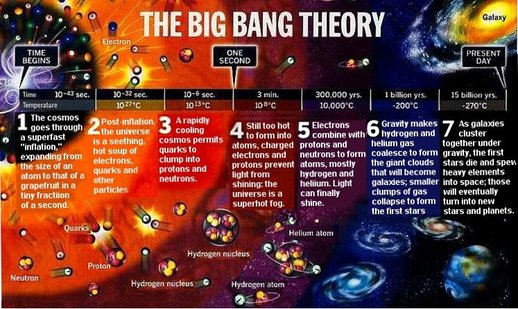 THE BIG BANG THEORY
Galaxy
TIME
BEGINS
Electron
ONE
SECOND
PRESENT
DAY
Time 10⁻⁴³ sec. 10⁻³² sec. 10⁻⁶ sec. 3 min. 300,000 yrs. 1 billion yrs. 15 billion yrs.
Temperature 10²⁷°C 10¹³°C 10⁸°C 10,000°C -200°C -270°C
1 The cosmos
goes through
a superfast
"inflation,"
expanding from
the size of an
atom to that of a
grapefruit in a
tiny fraction
of a second.
2 Post-inflation,
the universe
is a seething,
hot soup of
electrons,
quarks and
other
particles
3 A rapidly
cooling
cosmos permits
quarks to
clump into
protons and
neutrons.
4 Still too hot
to form into
atoms, charged
electrons and
protons prevent
light from
shining: the
universe is a
superhot fog.
5 Electrons
combine with
protons and
neutrons to form
atoms, mostly
hydrogen and
helium. Light
can finally
shine.
6 Gravity makes
hydrogen and
helium gas
coalesce to form
the giant clouds
that will become
galaxies; smaller
clumps of gas
collapse to form
the first stars
7 As galaxies
cluster
together under
gravity, the first
stars die and spew
heavy elements
into space; those
will eventually
turn into new
stars and planets.
Quarks
Neutron
Proton
Hydrogen nucleus
Hydrogen nucleus
Helium atom
Hydrogen atom